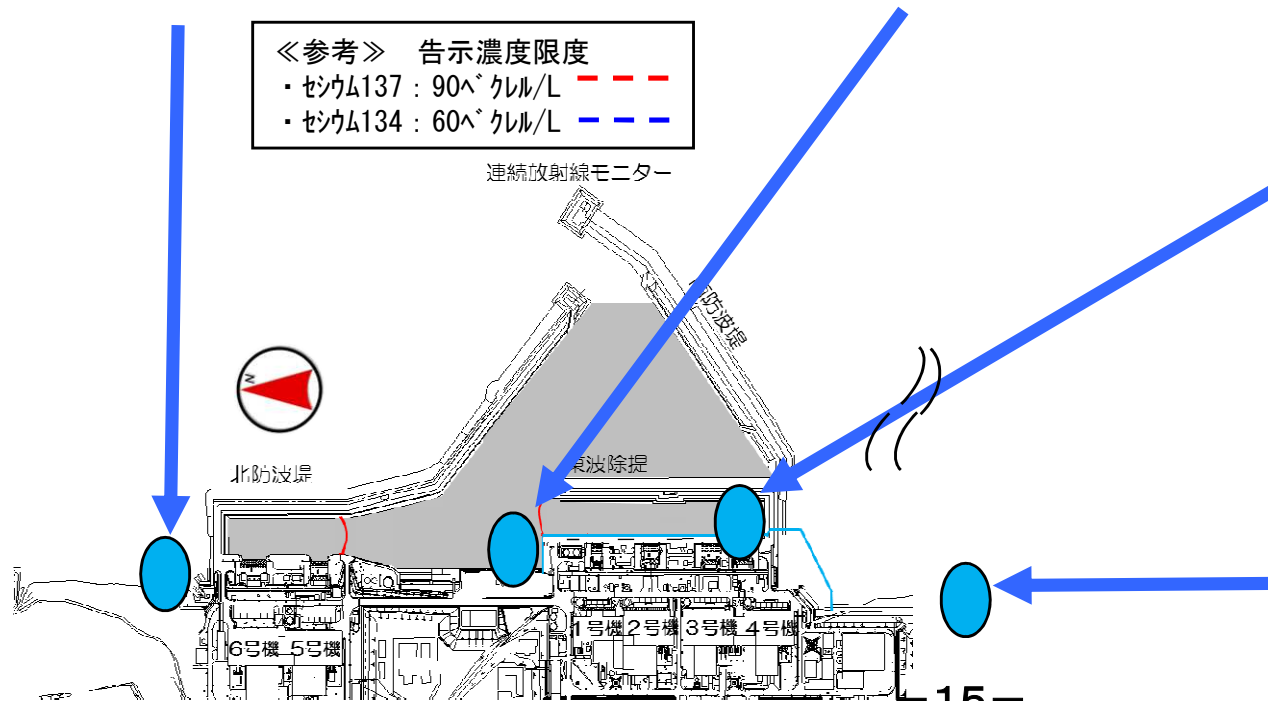 ≪参考≫　告示濃度限度
・ｾｼｳﾑ137：90ﾍﾞｸﾚﾙ/L
・ｾｼｳﾑ134：60ﾍﾞｸﾚﾙ/L
連続放射線モニター
防波堤
N
北防波堤
東波除提
1号機 2号機 3号機 4号機
6号機 5号機
－15－